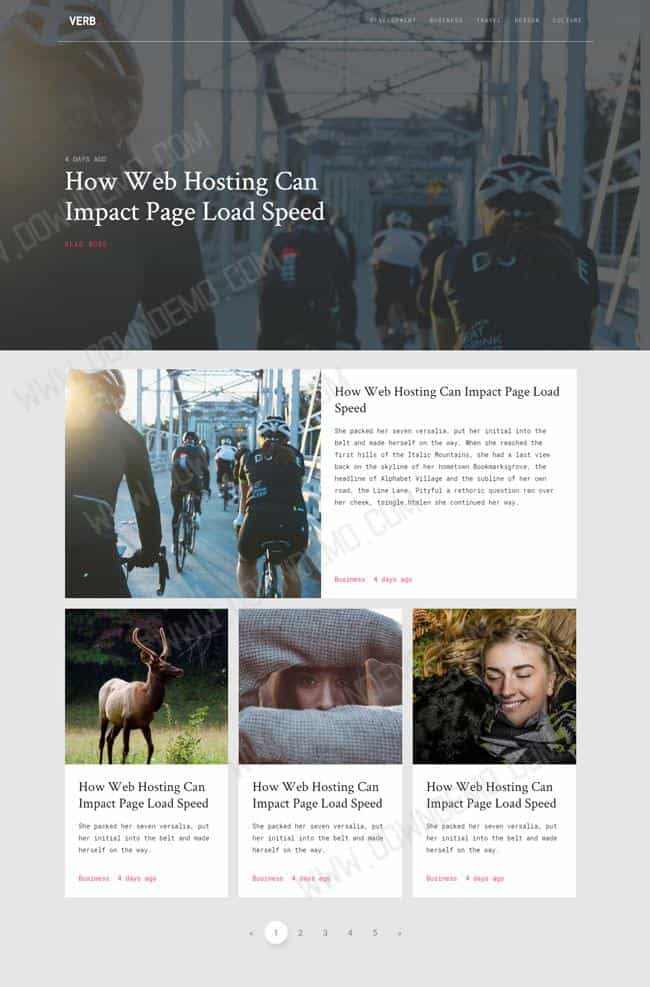 VERB
DEVELOPMENT BUSINESS TRAVEL DESIGN CULTURE
4 DAYS AGO
How Web Hosting Can
Impact Page Load Speed
READ MORE
WWW.DOWNDEMO.COM
How Web Hosting Can Impact Page Load
Speed
She packed her seven versalia, put her initial into the
belt and made herself on the way. When she reached the
first hills of the Italic Mountains, she had a last view
back on the skyline of her hometown Bookmarksgrove, the
headline of Alphabet Village and the subline of her own
road, the Line Lane. Pityful a rethoric question ran over
her cheek, then she continued her way.
Business 4 days ago
How Web Hosting Can
Impact Page Load Speed
She packed her seven versalia, put
her initial into the belt and made
herself on the way.
Business 4 days ago
How Web Hosting Can
Impact Page Load Speed
She packed her seven versalia, put
her initial into the belt and made
herself on the way.
Business 4 days ago
How Web Hosting Can
Impact Page Load Speed
She packed her seven versalia, put
her initial into the belt and made
herself on the way.
Business 4 days ago
« 1 2 3 4 5 »